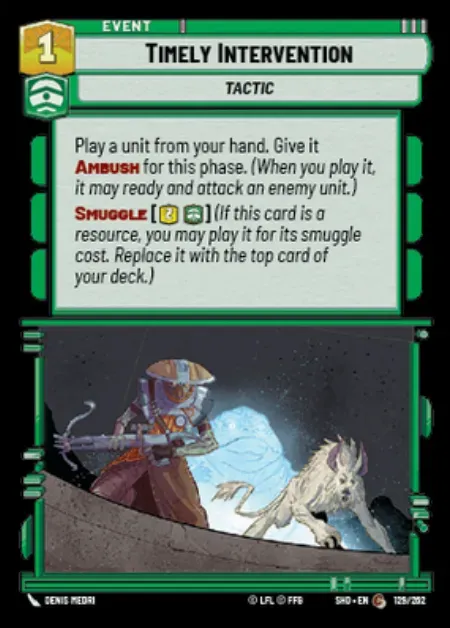 EVENT
1
TIMELY INTERVENTION
TACTIC
Play a unit from your hand. Give it
AMBUSH for this phase. (When you play it,
it may ready and attack an enemy unit.)
SMUGGLE [2] (If this card is a
resource, you may play it for its smuggle
cost. Replace it with the top card of
your deck.)
DENIS MEDRI
© LFL © FFG
SHD • EN
129/262